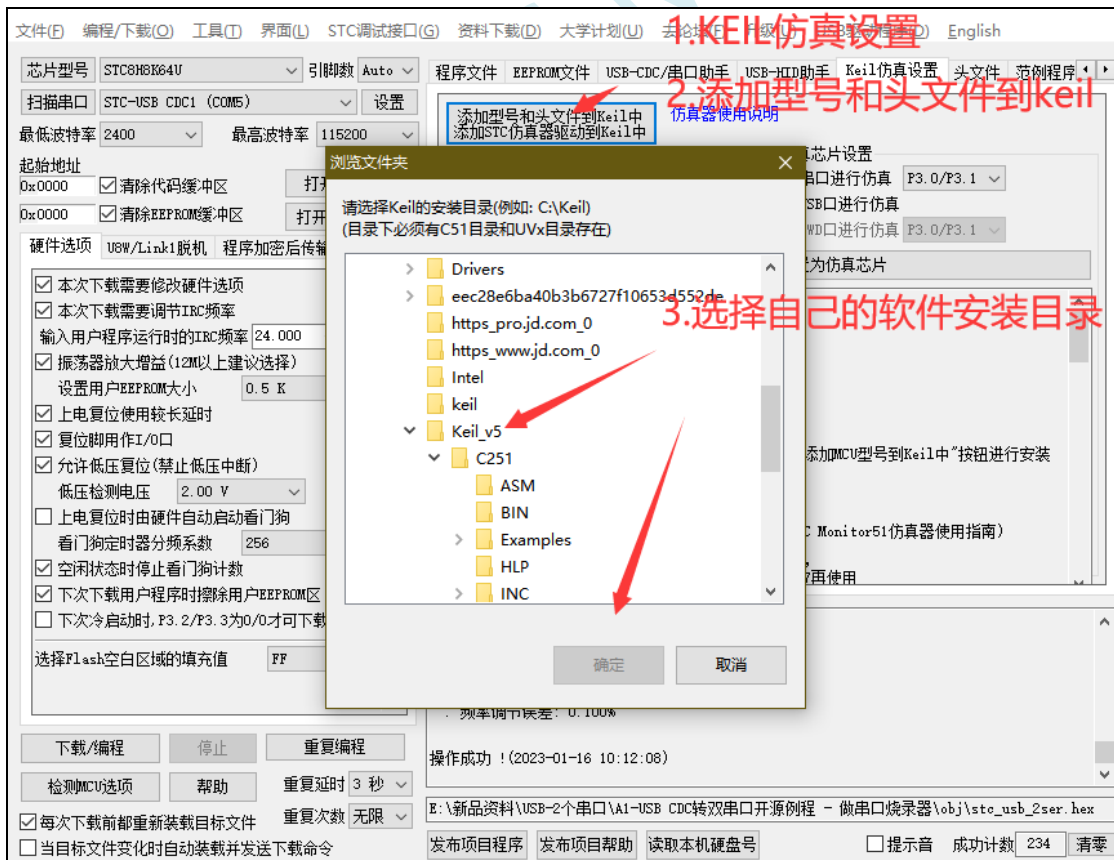 文件(F) 编程/下载(O) 工具(T) 界面(L) STC调试接口(G) 资料下载(D) 大学计划(U) English
1.KEIL仿真设置
芯片型号 STC8H8K64U 引脚数 Auto
程序文件 EEPROM文件 USB-CDC/串口助手 USB-HID助手 Keil仿真设置 头文件 范例程序
扫描串口 STC-USB CDC1 (COM5) 设置
2.添加型号和头文件到keil
添加型号和头文件到Keil中
添加STC仿真器驱动到Keil中
仿真器使用说明
最低波特率 2400 最高波特率 115200
起始地址
0x0000 清除代码缓冲区
0x0000 清除EEPROM缓冲区
硬件选项 U8W/Link1脱机 程序加密后传输
本次下载需要修改硬件选项
本次下载需要调节IRC频率
输入用户程序运行时的IRC频率 24.000
振荡器放大增益(12M以上建议选择)
设置用户EEPROM大小 0.5 K
上电复位使用较长延时
复位脚用作I/O口
允许低压复位(禁止低压中断)
低压检测电压 2.00 V
上电复位时由硬件自动启动看门狗
看门狗定时器分频系数 256
空闲状态时停止看门狗计数
下次下载用户程序时擦除用户EEPROM区
下次冷启动时,P3.2/P3.3为0/0才可下载
选择Flash空白区域的填充值 FF
浏览文件夹
请选择Keil的安装目录(例如: C:\Keil)
(目录下必须有C51目录和UVx目录存在)
Drivers
eec28e6ba40b3b6727f10653d552de
https_pro.jd.com_0
https_www.jd.com_0
Intel
keil
Keil_v5
C251
ASM
BIN
Examples
HLP
INC
确定 取消
3.选择自己的软件安装目录
芯片设置
串口进行仿真 P3.0/P3.1
SB口进行仿真
WD口进行仿真 P3.0/P3.1
为仿真芯片
添加MCU型号到Keil中"按钮进行安装
C Monitor51仿真器使用指南)
再使用
. 频率调节误差: 0.100%
操作成功 !(2023-01-16 10:12:08)
下载/编程 停止 重复编程
检测MCU选项 帮助 重复延时 3 秒
每次下载前都重新装载目标文件 重复次数 无限
当目标文件变化时自动装载并发送下载命令
E:\新品资料\USB-2个串口\A1-USB CDC转双串口开源例程 - 做串口烧录器\obj\stc_usb_2ser.hex
发布项目程序 发布项目帮助 读取本机硬盘号 提示音 成功计数 234 清零